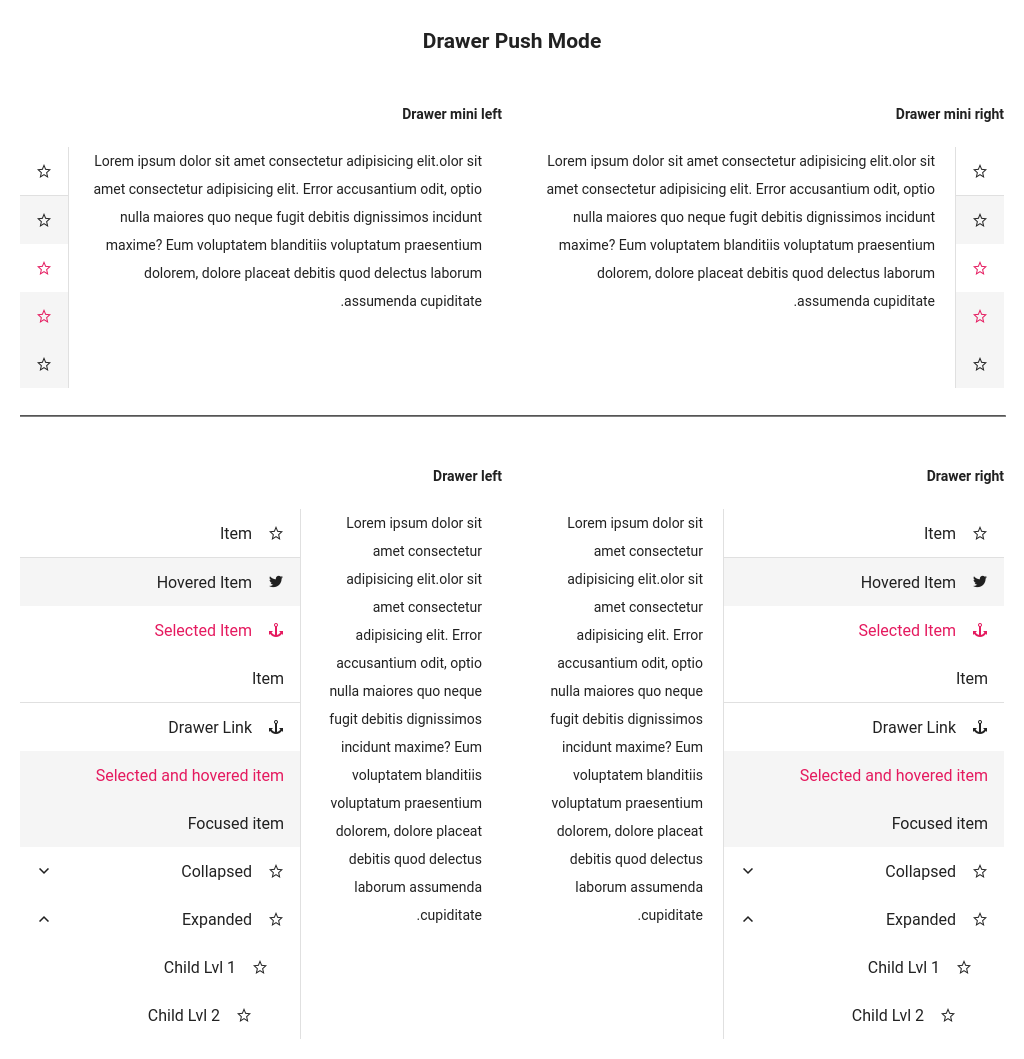 Drawer Push Mode
Drawer mini left
Lorem ipsum dolor sit amet consectetur adipisicing elit.olor sit
amet consectetur adipisicing elit. Error accusantium odit, optio
nulla maiores quo neque fugit debitis dignissimos incidunt
maxime? Eum voluptatem blanditiis voluptatum praesentium
dolorem, dolore placeat debitis quod delectus laborum
.assumenda cupiditate
Drawer mini right
Lorem ipsum dolor sit amet consectetur adipisicing elit.olor sit
amet consectetur adipisicing elit. Error accusantium odit, optio
nulla maiores quo neque fugit debitis dignissimos incidunt
maxime? Eum voluptatem blanditiis voluptatum praesentium
dolorem, dolore placeat debitis quod delectus laborum
.assumenda cupiditate
Drawer left
Item
Hovered Item
Selected Item
Item
Drawer Link
Selected and hovered item
Focused item
Collapsed
Expanded
Child Lvl 1
Child Lvl 2
Lorem ipsum dolor sit
amet consectetur
adipisicing elit.olor sit
amet consectetur
adipisicing elit. Error
accusantium odit, optio
nulla maiores quo neque
fugit debitis dignissimos
incidunt maxime? Eum
voluptatem blanditiis
voluptatum praesentium
dolorem, dolore placeat
debitis quod delectus
laborum assumenda
.cupiditate
Drawer right
Lorem ipsum dolor sit
amet consectetur
adipisicing elit.olor sit
amet consectetur
adipisicing elit. Error
accusantium odit, optio
nulla maiores quo neque
fugit debitis dignissimos
incidunt maxime? Eum
voluptatem blanditiis
voluptatum praesentium
dolorem, dolore placeat
debitis quod delectus
laborum assumenda
.cupiditate
Item
Hovered Item
Selected Item
Item
Drawer Link
Selected and hovered item
Focused item
Collapsed
Expanded
Child Lvl 1
Child Lvl 2